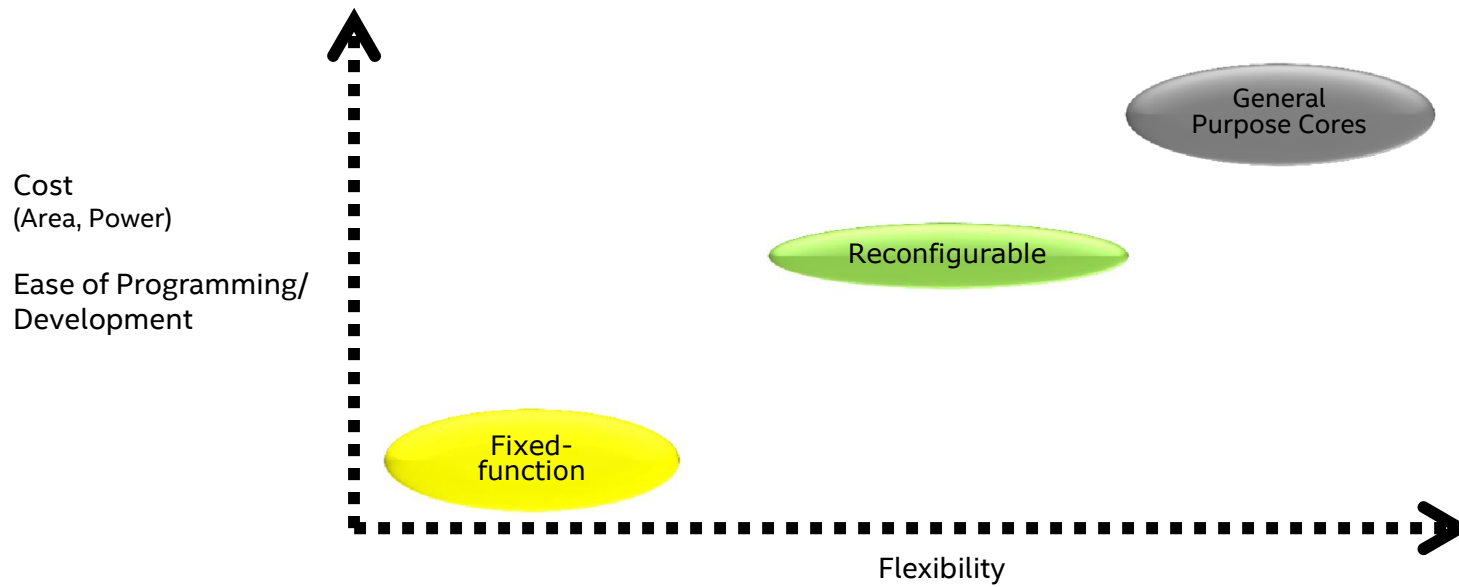 General
Purpose Cores
Cost
(Area, Power)
Reconfigurable
Ease of Programming/
Development
Fixed-
function
Flexibility